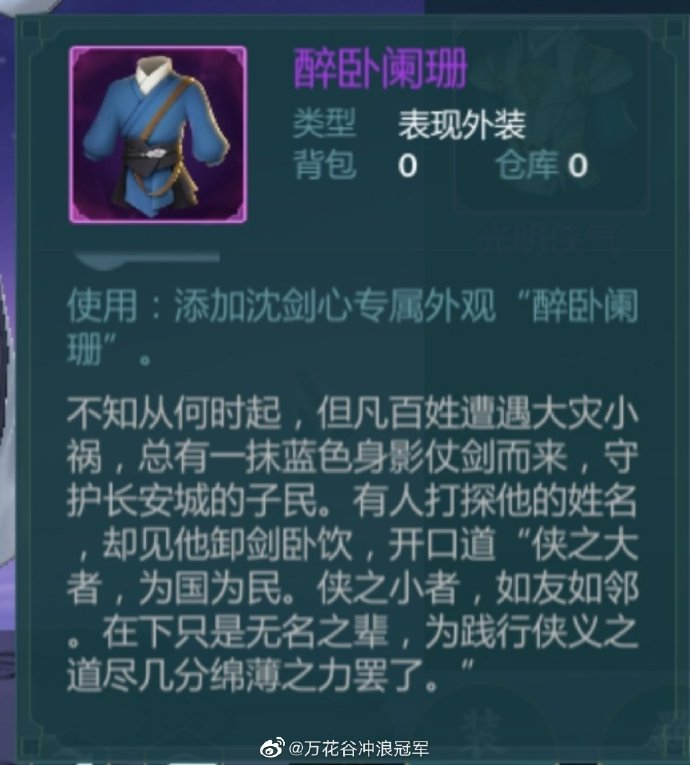 醉卧阑珊
类型 表现外装
背包 0 仓库 0
光明侠气
使用：添加沈剑心专属外观“醉卧阑
珊”。
不知从何时起，但凡百姓遭遇大灾小
祸，总有一抹蓝色身影仗剑而来，守
护长安城的子民。有人打探他的姓名
，却见他卸剑卧饮，开口道“侠之大
者，为国为民。侠之小者，如友如邻
。在下只是无名之辈，为践行侠义之
道尽几分绵薄之力罢了。”
装
@万花谷冲浪冠军